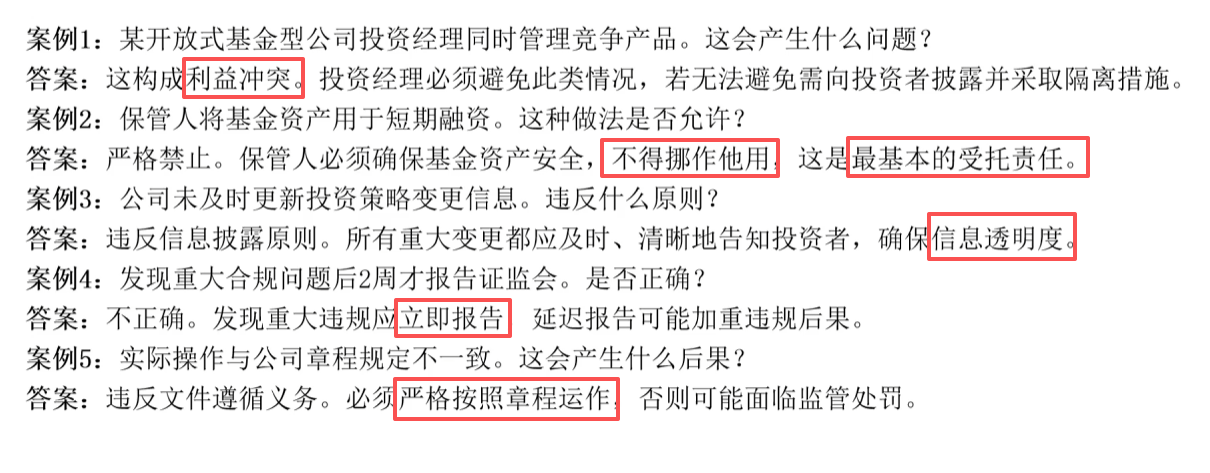 案例1：某开放式基金型公司投资经理同时管理竞争产品。这会产生什么问题？
答案：这构成利益冲突。投资经理必须避免此类情况，若无法避免需向投资者披露并采取隔离措施。
案例2：保管人将基金资产用于短期融资。这种做法是否允许？
答案：严格禁止。保管人必须确保基金资产安全，不得挪作他用，这是最基本的受托责任。
案例3：公司未及时更新投资策略变更信息。违反什么原则？
答案：违反信息披露原则。所有重大变更都应及时、清晰地告知投资者，确保信息透明度。
案例4：发现重大合规问题后2周才报告证监会。是否正确？
答案：不正确。发现重大违规应立即报告 延迟报告可能加重违规后果。
案例5：实际操作与公司章程规定不一致。这会产生什么后果？
答案：违反文件遵循义务。必须严格按照章程运作，否则可能面临监管处罚。